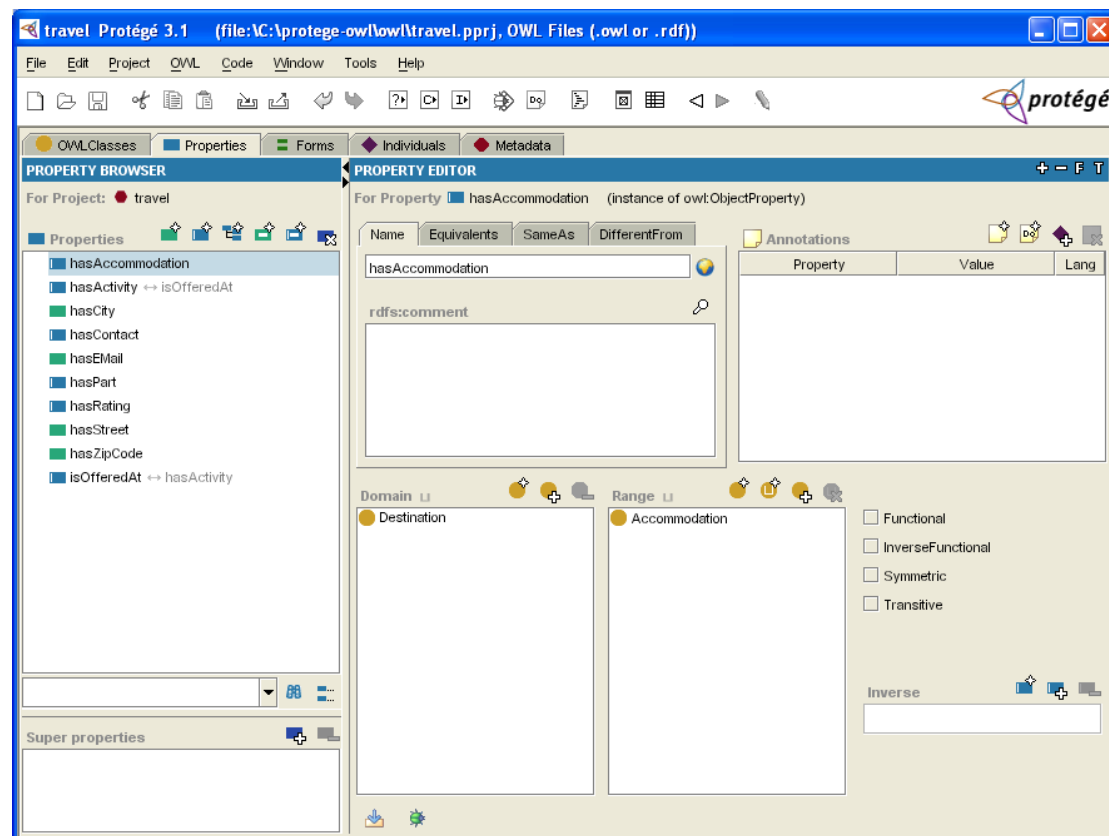 travel Protégé 3.1 (file:\C:\protege-owl\owl\travel.pprj, OWL Files (.owl or .rdf))
File Edit Project OWL Code Window Tools Help
protégé
OWLClasses Properties Forms Individuals Metadata
PROPERTY BROWSER
For Project: travel
Properties
hasAccommodation
hasActivity ↔ isOfferedAt
hasCity
hasContact
hasEMail
hasPart
hasRating
hasStreet
hasZipCode
isOfferedAt ↔ hasActivity
Super properties
PROPERTY EDITOR
F T
For Property hasAccommodation (instance of owl:ObjectProperty)
Name Equivalents SameAs DifferentFrom
hasAccommodation
rdfs:comment
Annotations
Property Value Lang
Domain ⊔
Destination
Range ⊔
Accommodation
Functional
InverseFunctional
Symmetric
Transitive
Inverse